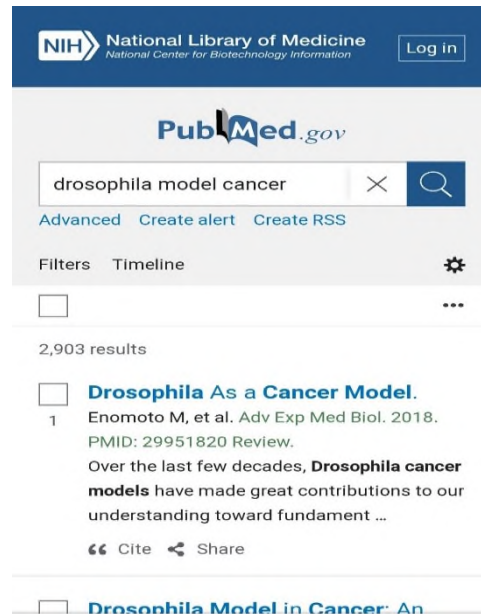 NIH National Library of Medicine
National Center for Biotechnology Information
Log in
PubMed.gov
drosophila model cancer
Advanced Create alert Create RSS
Filters Timeline
2,903 results
Drosophila As a Cancer Model.
1
Enomoto M, et al. Adv Exp Med Biol. 2018.
PMID: 29951820 Review.
Over the last few decades, Drosophila cancer
models have made great contributions to our
understanding toward fundament ...
Cite Share
Drosophila Model in Cancer: An